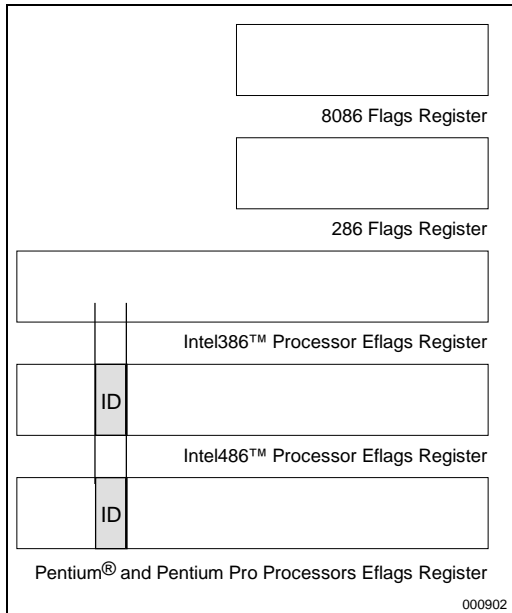 8086 Flags Register
286 Flags Register
Intel386™ Processor Eflags Register
ID
Intel486™ Processor Eflags Register
ID
Pentium® and Pentium Pro Processors Eflags Register
000902